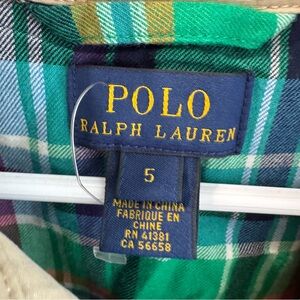 POLO
RALPH LAUREN
5
MADE IN CHINA
FABRIQUE EN
CHINE
RN 41381
CA 56658